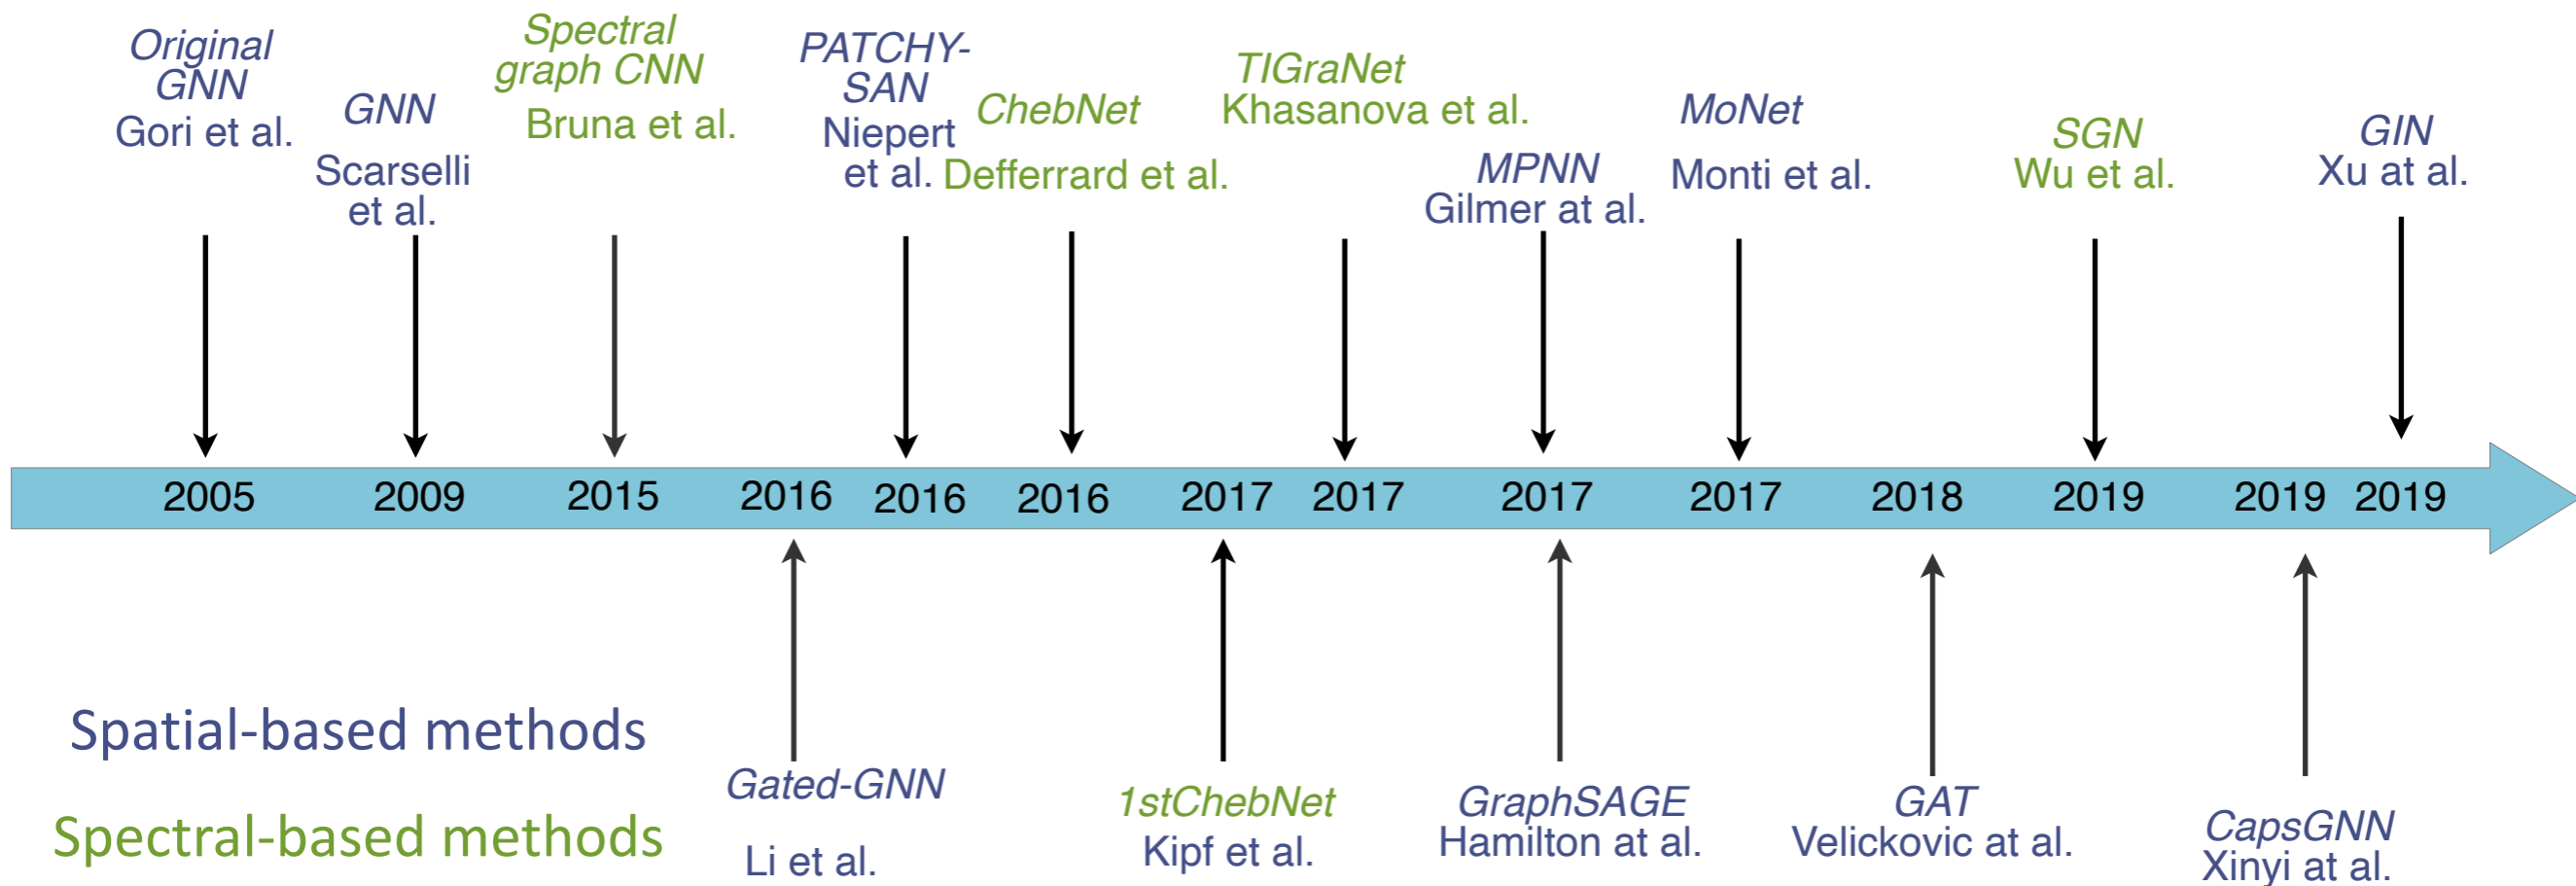 Original
GNN
Gori et al.
GNN
Scarselli
et al.
Spectral
graph CNN
Bruna et al.
PATCHY-
SAN
Niepert
et al.
ChebNet
Defferrard et al.
TIGraNet
Khasanova et al.
MPNN
Gilmer at al.
MoNet
Monti et al.
SGN
Wu et al.
GIN
Xu at al.
2005 2009 2015 2016 2016 2016 2017 2017 2017 2017 2018 2019 2019 2019
Spatial-based methods
Spectral-based methods
Gated-GNN
Li et al.
1stChebNet
Kipf et al.
GraphSAGE
Hamilton at al.
GAT
Velickovic at al.
CapsGNN
Xinyi at al.